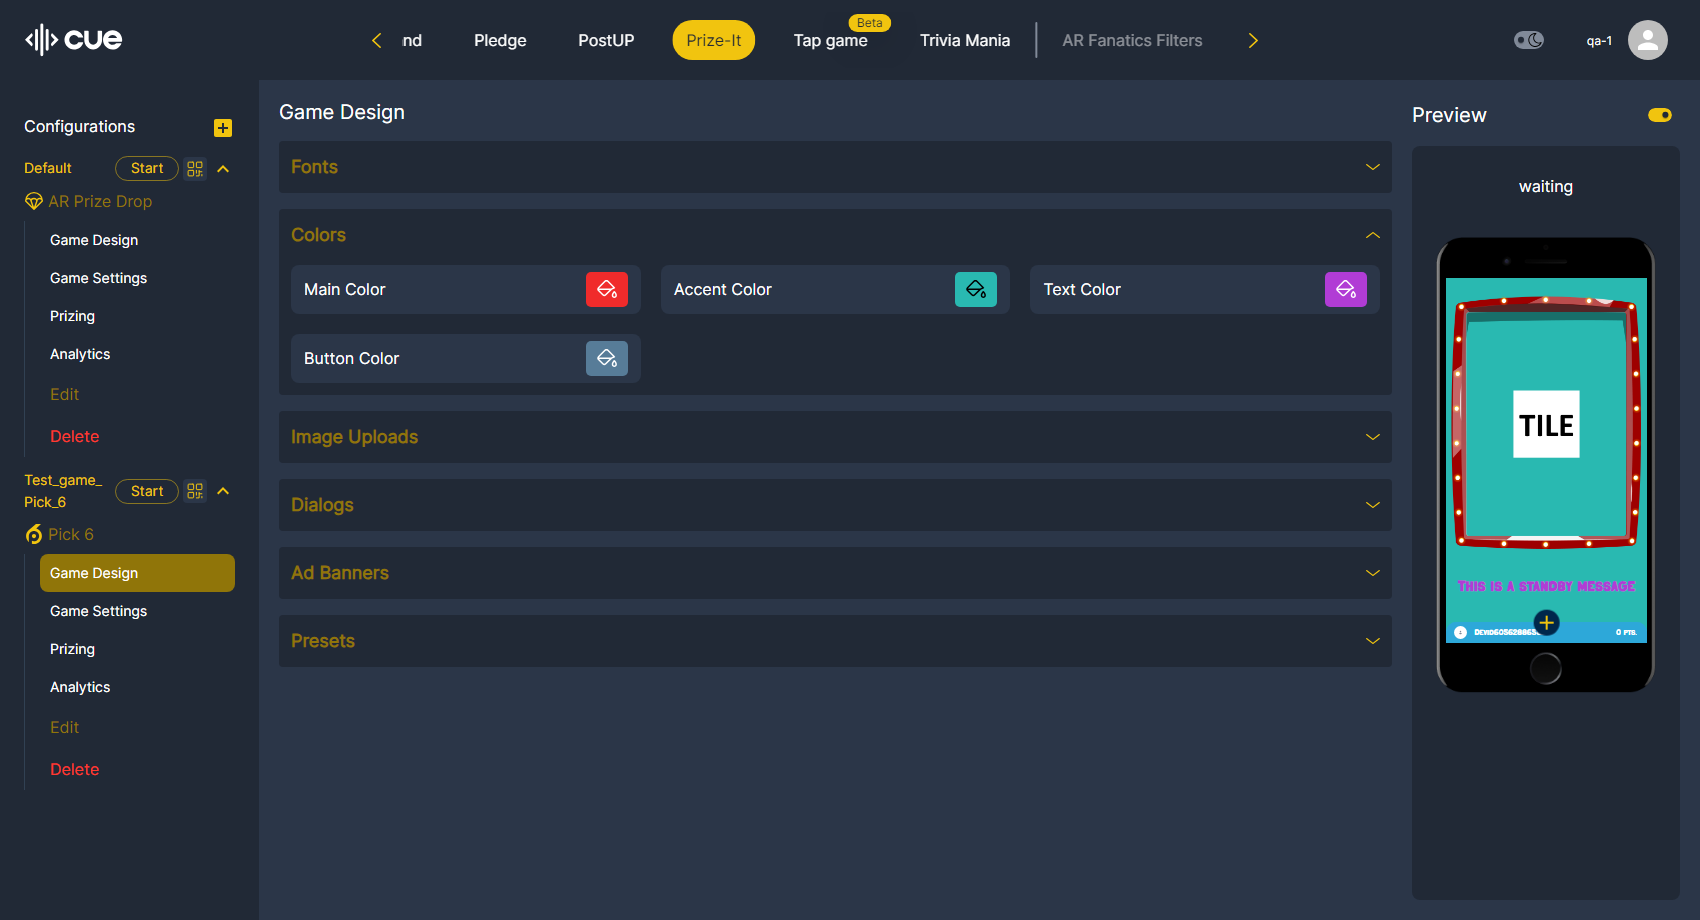 cue
nd
Pledge
PostUP
Prize-It
Tap game
Beta
Trivia Mania
AR Fanatics Filters
qa-1
Configurations
Default
Start
AR Prize Drop
Game Design
Game Settings
Prizing
Analytics
Edit
Delete
Test_game_
Pick_6
Start
Pick 6
Game Design
Game Settings
Prizing
Analytics
Edit
Delete
Game Design
Fonts
Colors
Main Color
Accent Color
Text Color
Button Color
Image Uploads
Dialogs
Ad Banners
Presets
Preview
waiting
TILE
THIS IS A STANDBY MESSAGE
0 PTS.